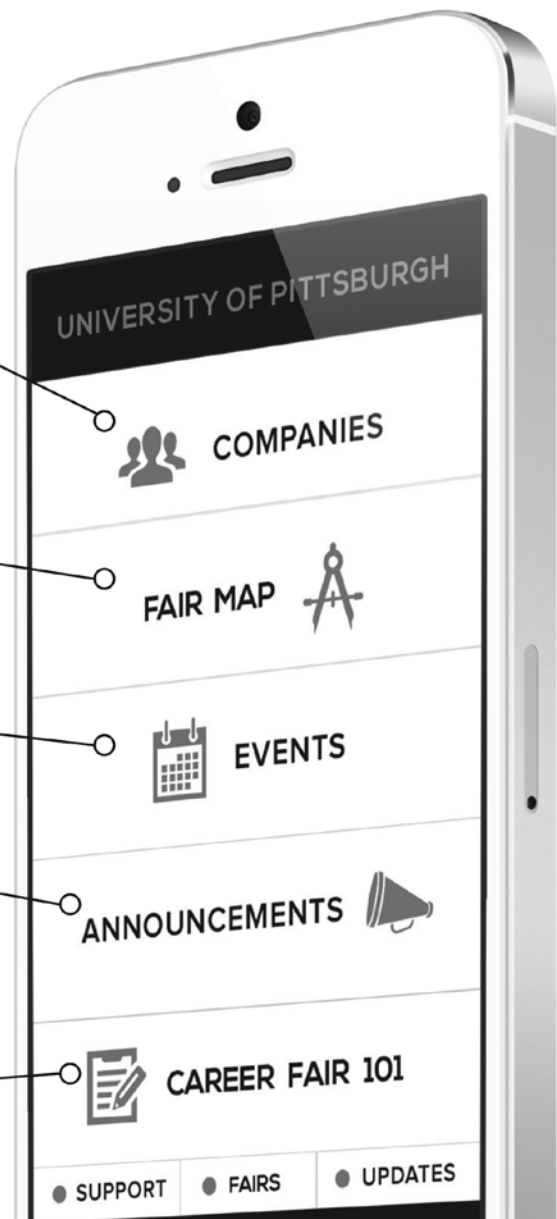 UNIVERSITY OF PITTSBURGH
COMPANIES
FAIR MAP
EVENTS
ANNOUNCEMENTS
CAREER FAIR 101
SUPPORT
FAIRS
UPDATES